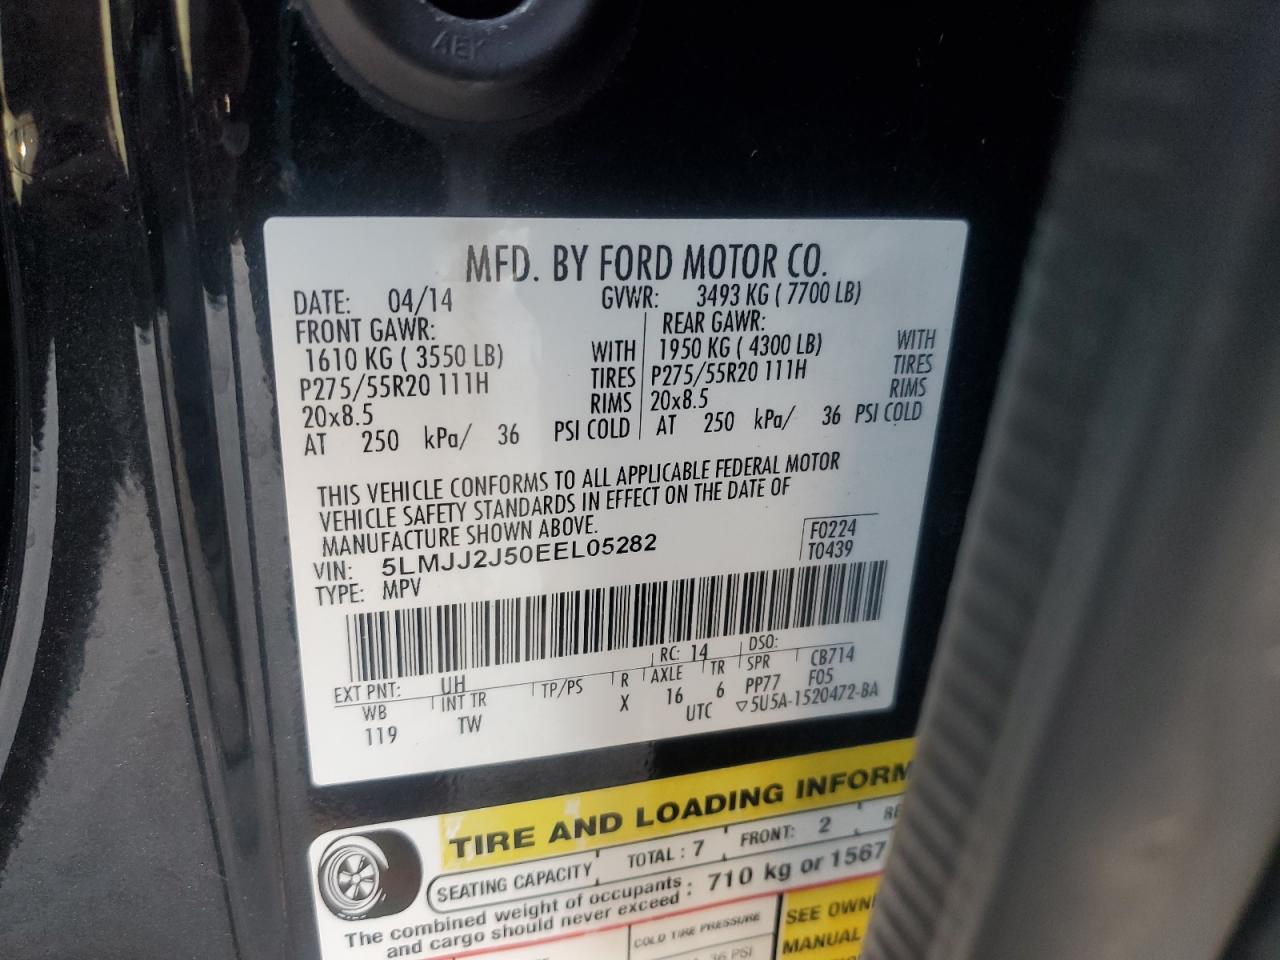 AEK
MFD. BY FORD MOTOR CO.
DATE: 04/14 GVWR: 3493 KG ( 7700 LB)
FRONT GAWR: REAR GAWR:
1610 KG ( 3550 LB) WITH 1950 KG ( 4300 LB) WITH
P275/55R20 111H TIRES P275/55R20 111H TIRES
20x8.5 RIMS 20x8.5 RIMS
AT 250 kPa/ 36 PSI COLD AT 250 kPa/ 36 PSI COLD
THIS VEHICLE CONFORMS TO ALL APPLICABLE FEDERAL MOTOR
VEHICLE SAFETY STANDARDS IN EFFECT ON THE DATE OF
MANUFACTURE SHOWN ABOVE. F0224
VIN: 5LMJJ2J50EEL05282 T0439
TYPE: MPV
EXT PNT: UH RC: 14 DSO:
WB INT TR TP/PS R AXLE TR SPR CB714
119 TW X 16 6 PP77 F05
UTC ▽5U5A-1520472-BA
TIRE AND LOADING INFORM
SEATING CAPACITY TOTAL : 7 FRONT: 2
The combined weight of occupants : 710 kg or 1567
and cargo should never exceed
COLD TIRE PRESSURE SEE OWN
36 PSI MANUAL